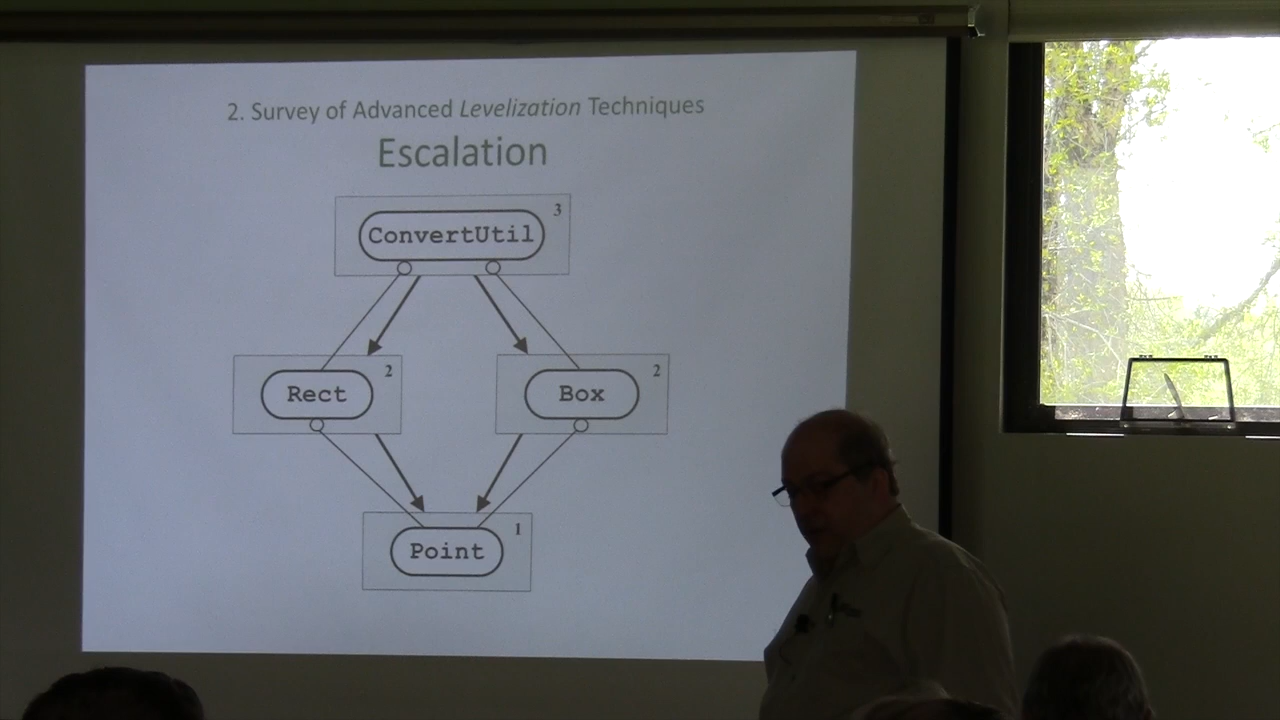 2. Survey of Advanced Levelization Techniques
Escalation
3
ConvertUtil
2
Rect
2
Box
1
Point